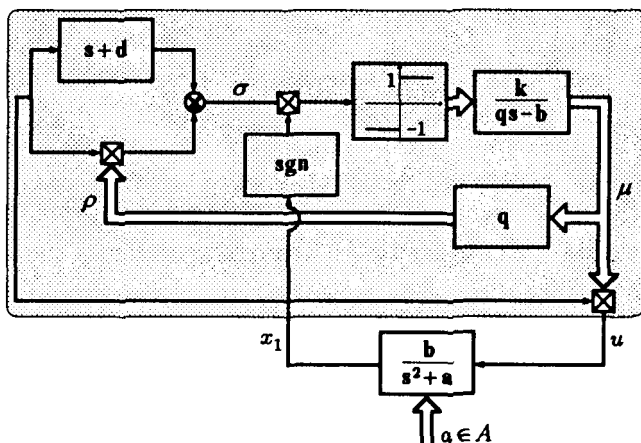 s+d
σ
1
-1
k
qs-b
sgn
ρ
q
μ
x1
b
s²+a
u
a ∈ A